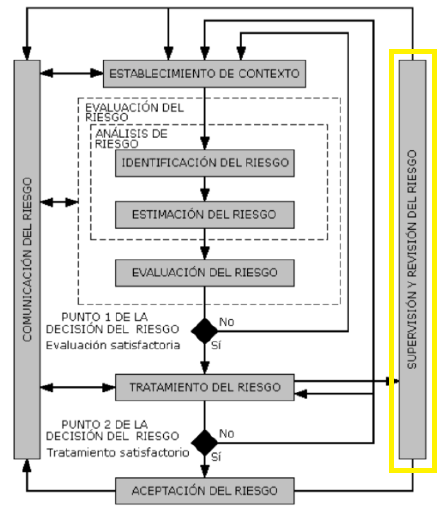 ESTABLECIMIENTO DE CONTEXTO
EVALUACIÓN DEL
RIESGO
ANÁLISIS DE
RIESGO
IDENTIFICACIÓN DEL RIESGO
ESTIMACIÓN DEL RIESGO
EVALUACIÓN DEL RIESGO
PUNTO 1 DE LA
DECISIÓN DEL RIESGO
Evaluación satisfactoria
No
Sí
TRATAMIENTO DEL RIESGO
PUNTO 2 DE LA
DECISIÓN DEL RIESGO
Tratamiento satisfactorio
No
Sí
ACEPTACIÓN DEL RIESGO
COMUNICACIÓN DEL RIESGO
SUPERVISIÓN Y REVISIÓN DEL RIESGO